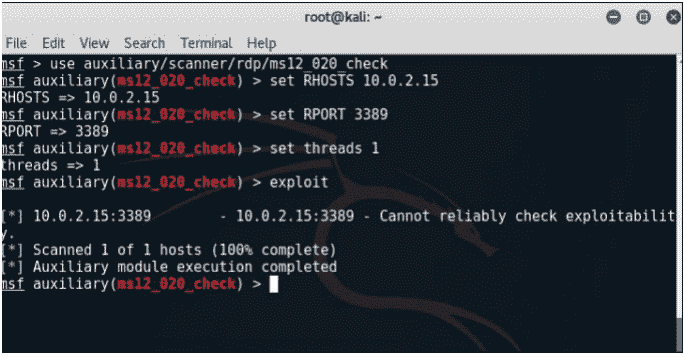 root@kali: ~
File Edit View Search Terminal Help
msf > use auxiliary/scanner/rdp/ms12_020_check
msf auxiliary(ms12_020_check) > set RHOSTS 10.0.2.15
RHOSTS => 10.0.2.15
msf auxiliary(ms12_020_check) > set RPORT 3389
RPORT => 3389
msf auxiliary(ms12_020_check) > set threads 1
threads => 1
msf auxiliary(ms12_020_check) > exploit
[*] 10.0.2.15:3389 - 10.0.2.15:3389 - Cannot reliably check exploitabilit
y.
[*] Scanned 1 of 1 hosts (100% complete)
[*] Auxiliary module execution completed
msf auxiliary(ms12_020_check) >